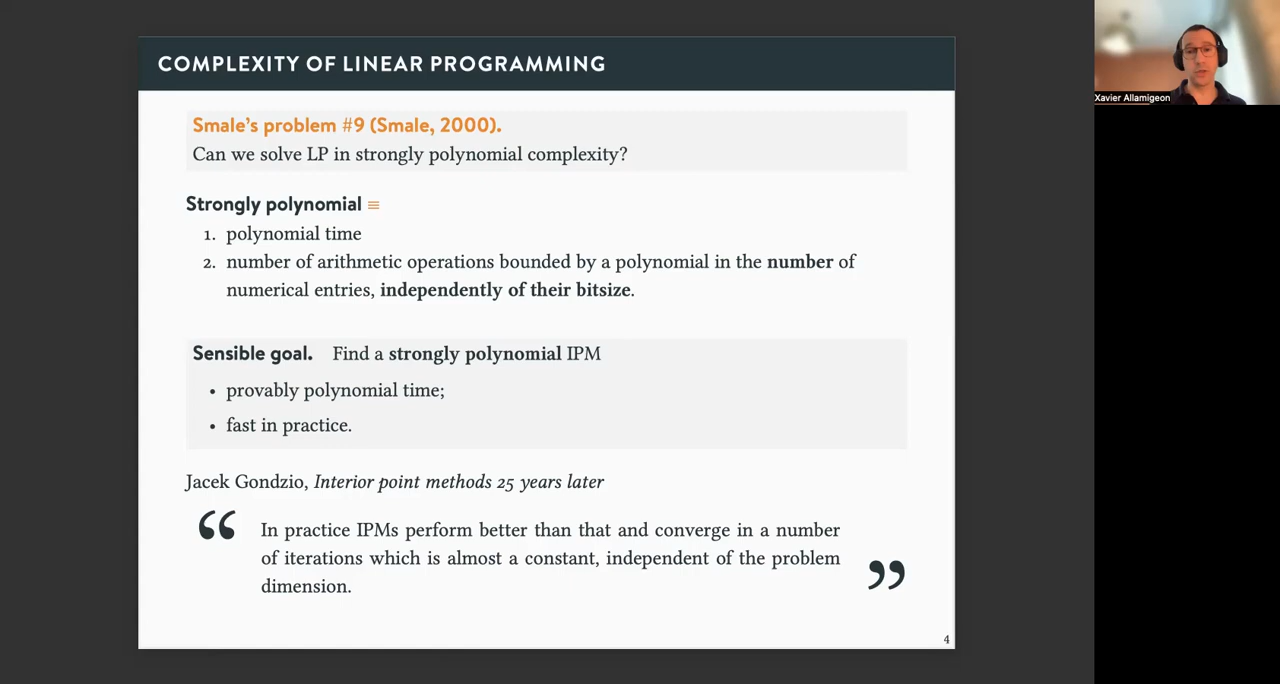 COMPLEXITY OF LINEAR PROGRAMMING
Xavier Allamigeon
Smale's problem #9 (Smale, 2000).
Can we solve LP in strongly polynomial complexity?
Strongly polynomial ≡
1. polynomial time
2. number of arithmetic operations bounded by a polynomial in the number of
numerical entries, independently of their bitsize.
Sensible goal. Find a strongly polynomial IPM
• provably polynomial time;
• fast in practice.
Jacek Gondzio, Interior point methods 25 years later
“ In practice IPMs perform better than that and converge in a number
of iterations which is almost a constant, independent of the problem
dimension. ”
4